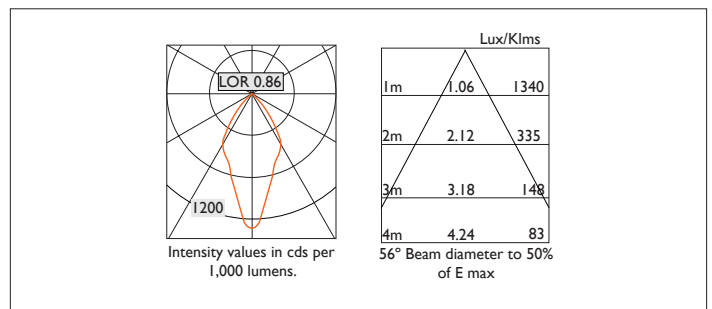 Lux/Klms
LOR 0.86
1200
Intensity values in cds per
1,000 lumens.
1m 1.06 1340
2m 2.12 335
3m 3.18 148
4m 4.24 83
56º Beam diameter to 50%
of E max